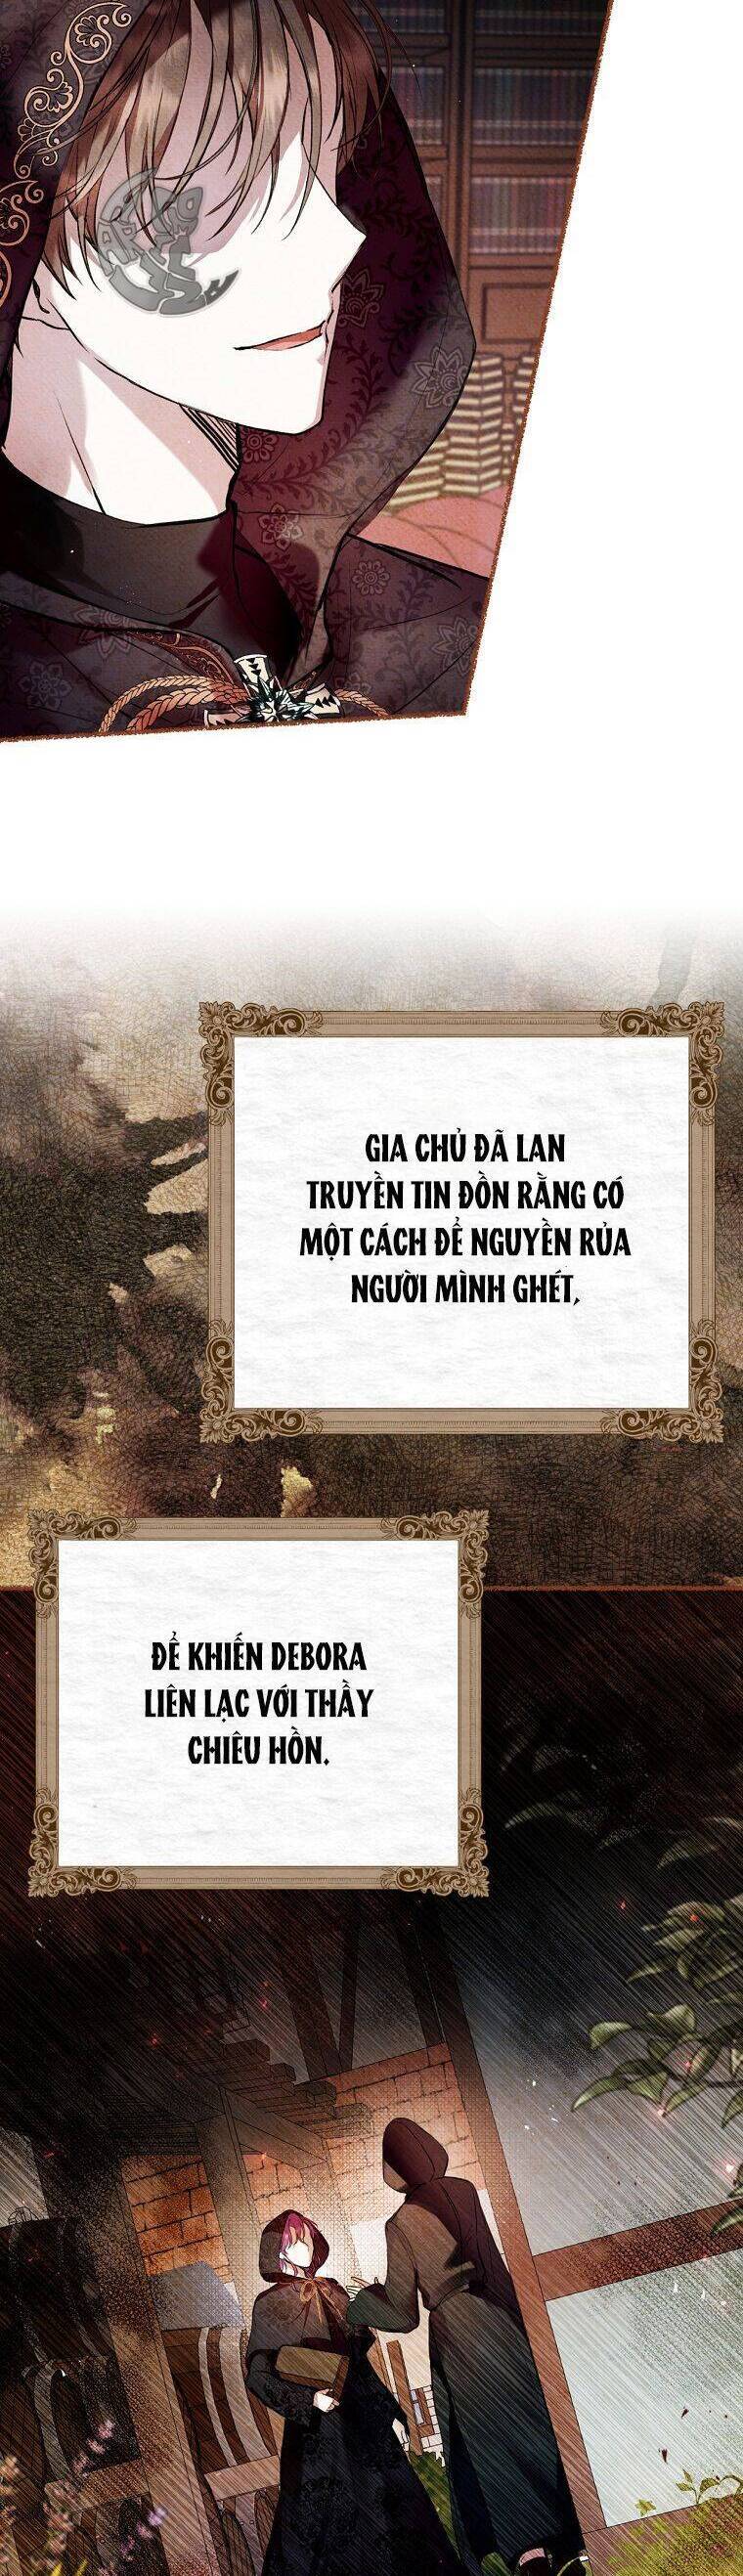 GIA CHỦ ĐÃ LAN
TRUYỀN TIN ĐỒN RẰNG CÓ
MỘT CÁCH ĐỂ NGUYỀN RỦA
NGƯỜI MÌNH GHÉT,
ĐỂ KHIẾN DEBORA
LIÊN LẠC VỚI THẦY
CHIÊU HỒN.